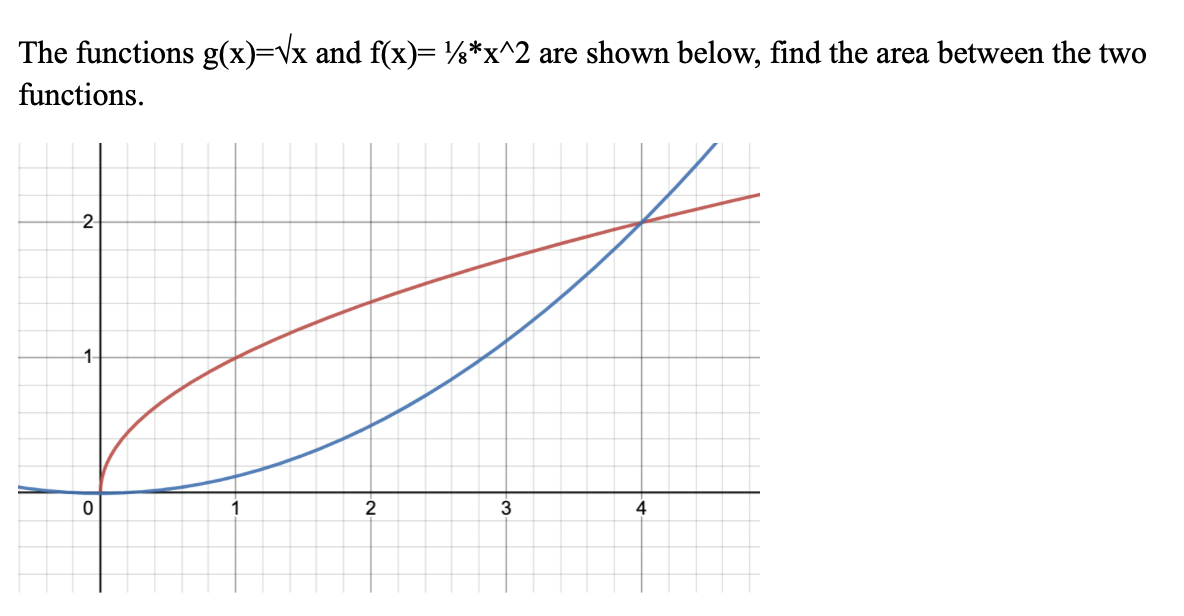 The functions g(x)=√x and f(x)= ⅛*x^2 are shown below, find the area between the two
functions.
2
1
0 1 2 3 4